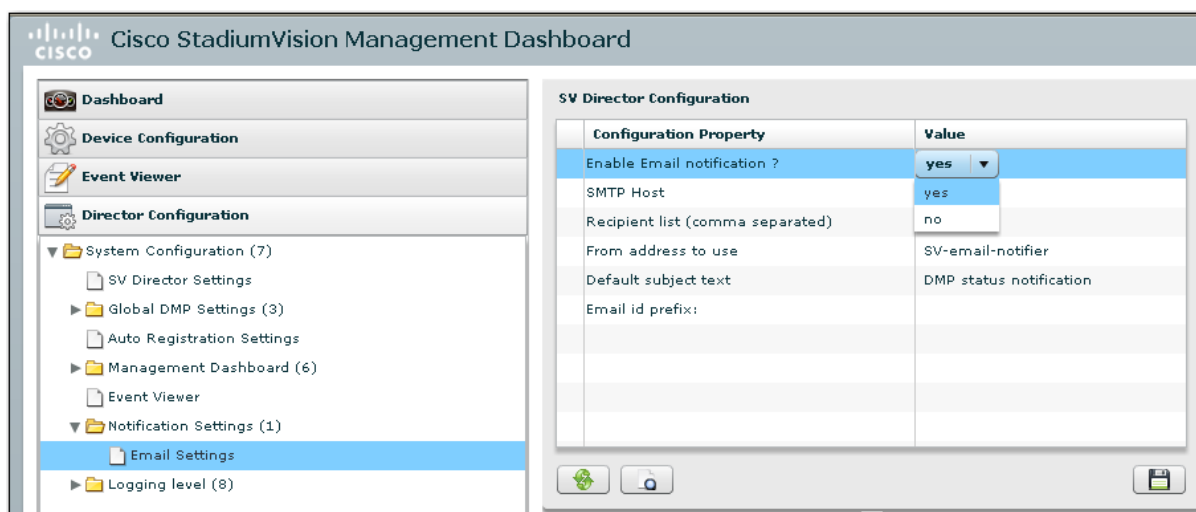 CISCO Cisco StadiumVision Management Dashboard
Dashboard
Device Configuration
Event Viewer
Director Configuration
System Configuration (7)
SV Director Settings
Global DMP Settings (3)
Auto Registration Settings
Management Dashboard (6)
Event Viewer
Notification Settings (1)
Email Settings
Logging level (8)
SV Director Configuration
Configuration Property Value
Enable Email notification ? yes
SMTP Host yes
Recipient list (comma separated) no
From address to use SV-email-notifier
Default subject text DMP status notification
Email id prefix: